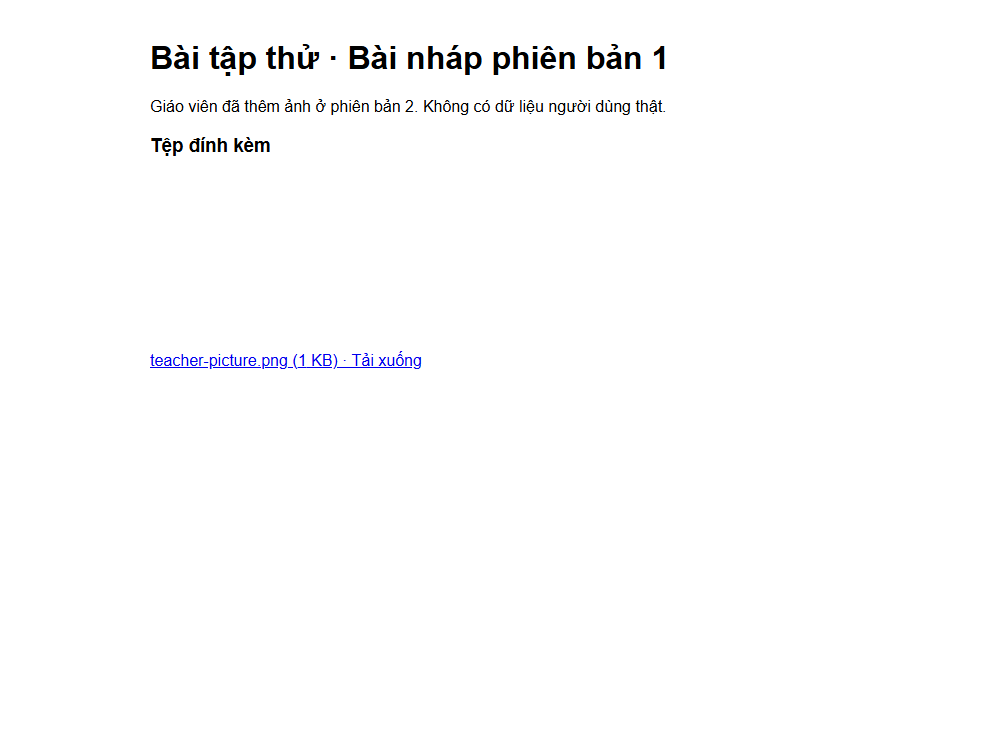 Bài tập thử · Bài nháp phiên bản 1
Giáo viên đã thêm ảnh ở phiên bản 2. Không có dữ liệu người dùng thật.
Tệp đính kèm
teacher-picture.png (1 KB) · Tải xuống